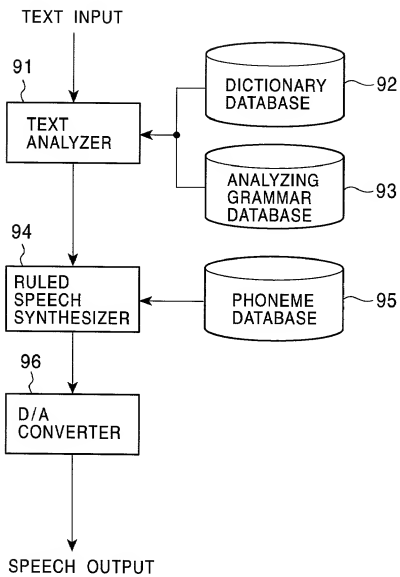 TEXT INPUT
91
TEXT
ANALYZER
DICTIONARY
DATABASE
92
ANALYZING
GRAMMAR
DATABASE
93
94
RULED
SPEECH
SYNTHESIZER
PHONEME
DATABASE
95
96
D/A
CONVERTER
SPEECH OUTPUT